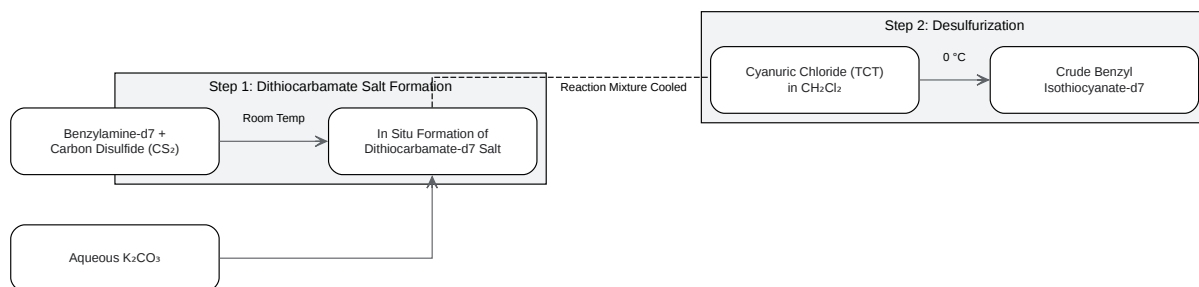 Step 2: Desulfurization
Cyanuric Chloride (TCT)
in CH₂Cl₂
0 °C
Crude Benzyl
Isothiocyanate-d7
Step 1: Dithiocarbamate Salt Formation
Reaction Mixture Cooled
Benzylamine-d7 +
Carbon Disulfide (CS₂)
Room Temp
In Situ Formation of
Dithiocarbamate-d7 Salt
Aqueous K₂CO₃